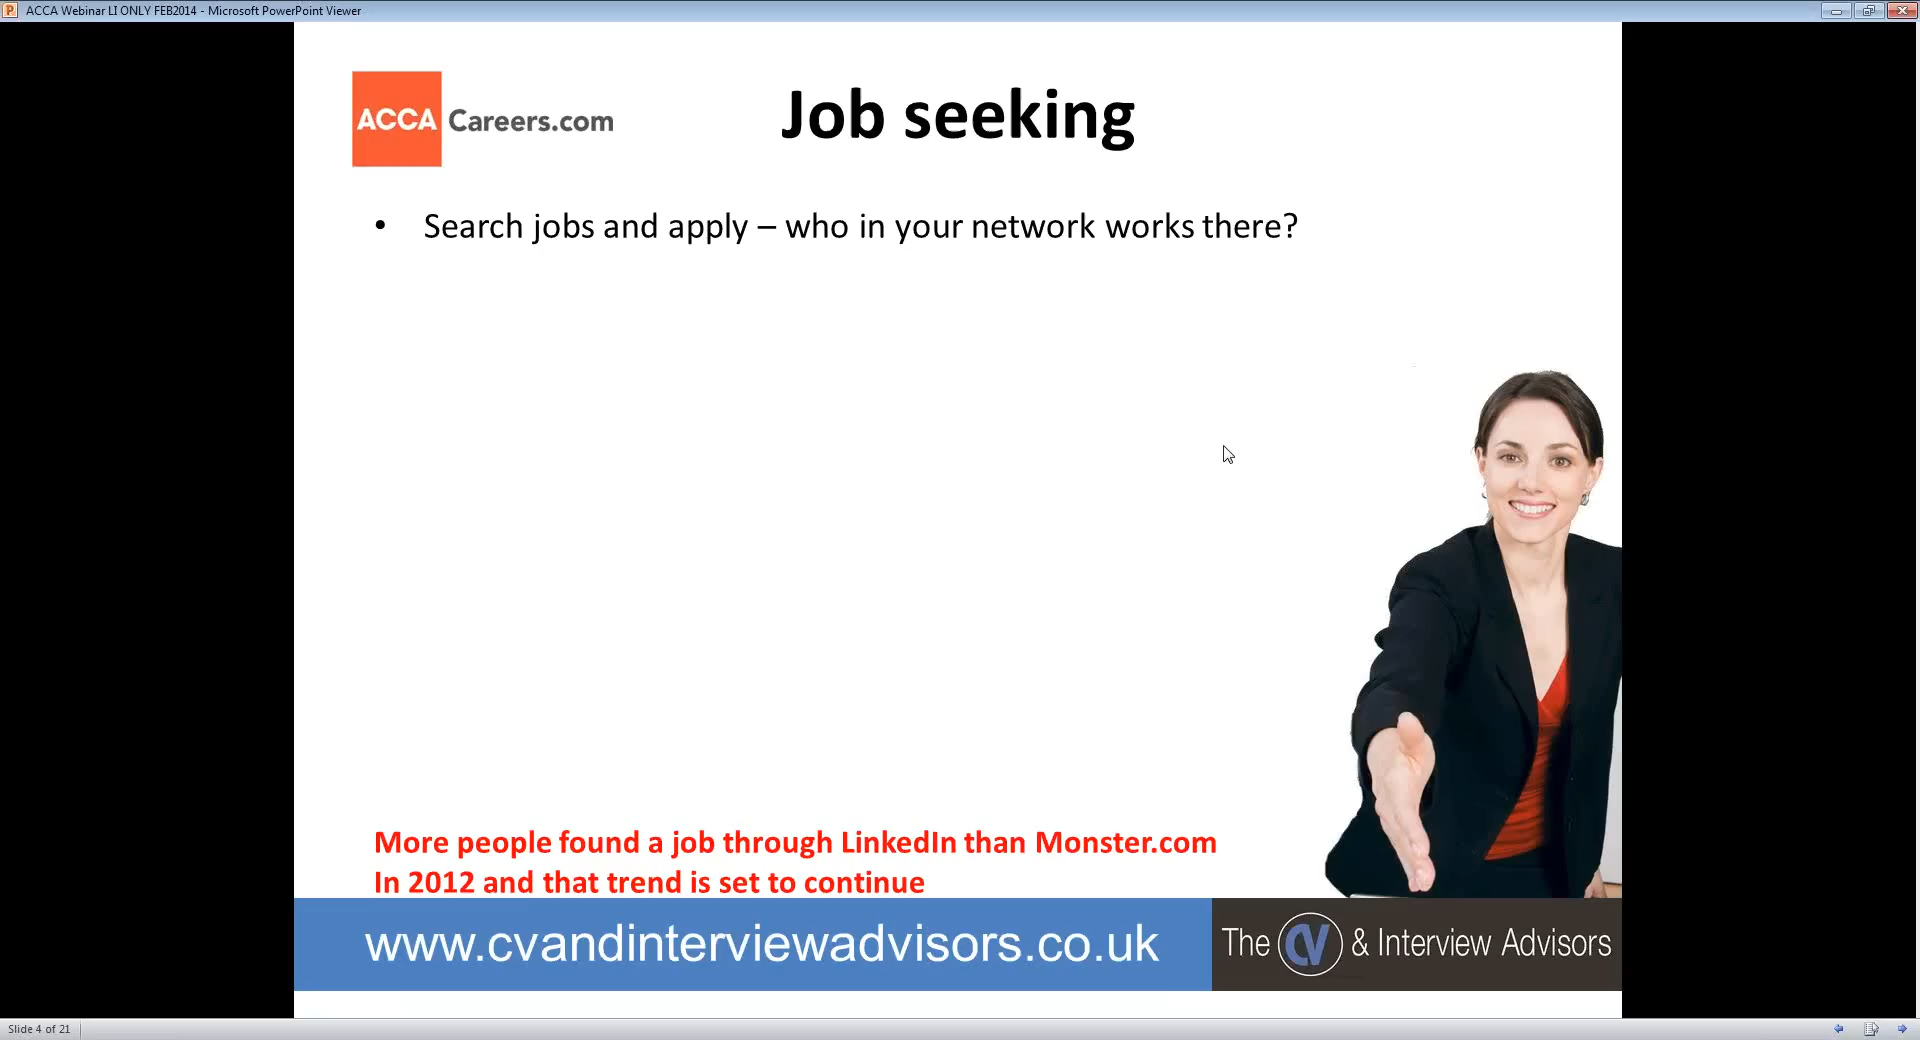 ACCA Webinar LI ONLY FEB2014 - Microsoft PowerPoint Viewer
ACCA Careers.com
Job seeking
• Search jobs and apply – who in your network works there?
More people found a job through LinkedIn than Monster.com
In 2012 and that trend is set to continue
www.cvandinterviewadvisors.co.uk
The CV & Interview Advisors
Slide 4 of 21